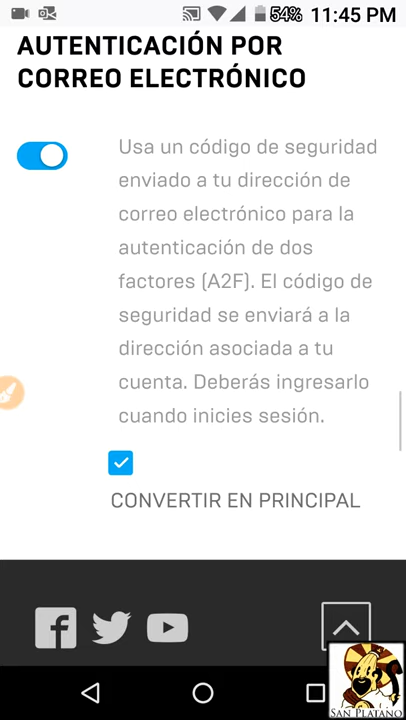 54% 11:45 PM
AUTENTICACIÓN POR
CORREO ELECTRÓNICO
Usa un código de seguridad
enviado a tu dirección de
correo electrónico para la
autenticación de dos
factores (A2F). El código de
seguridad se enviará a la
dirección asociada a tu
cuenta. Deberás ingresarlo
cuando inicies sesión.
CONVERTIR EN PRINCIPAL
SAN PLATANO